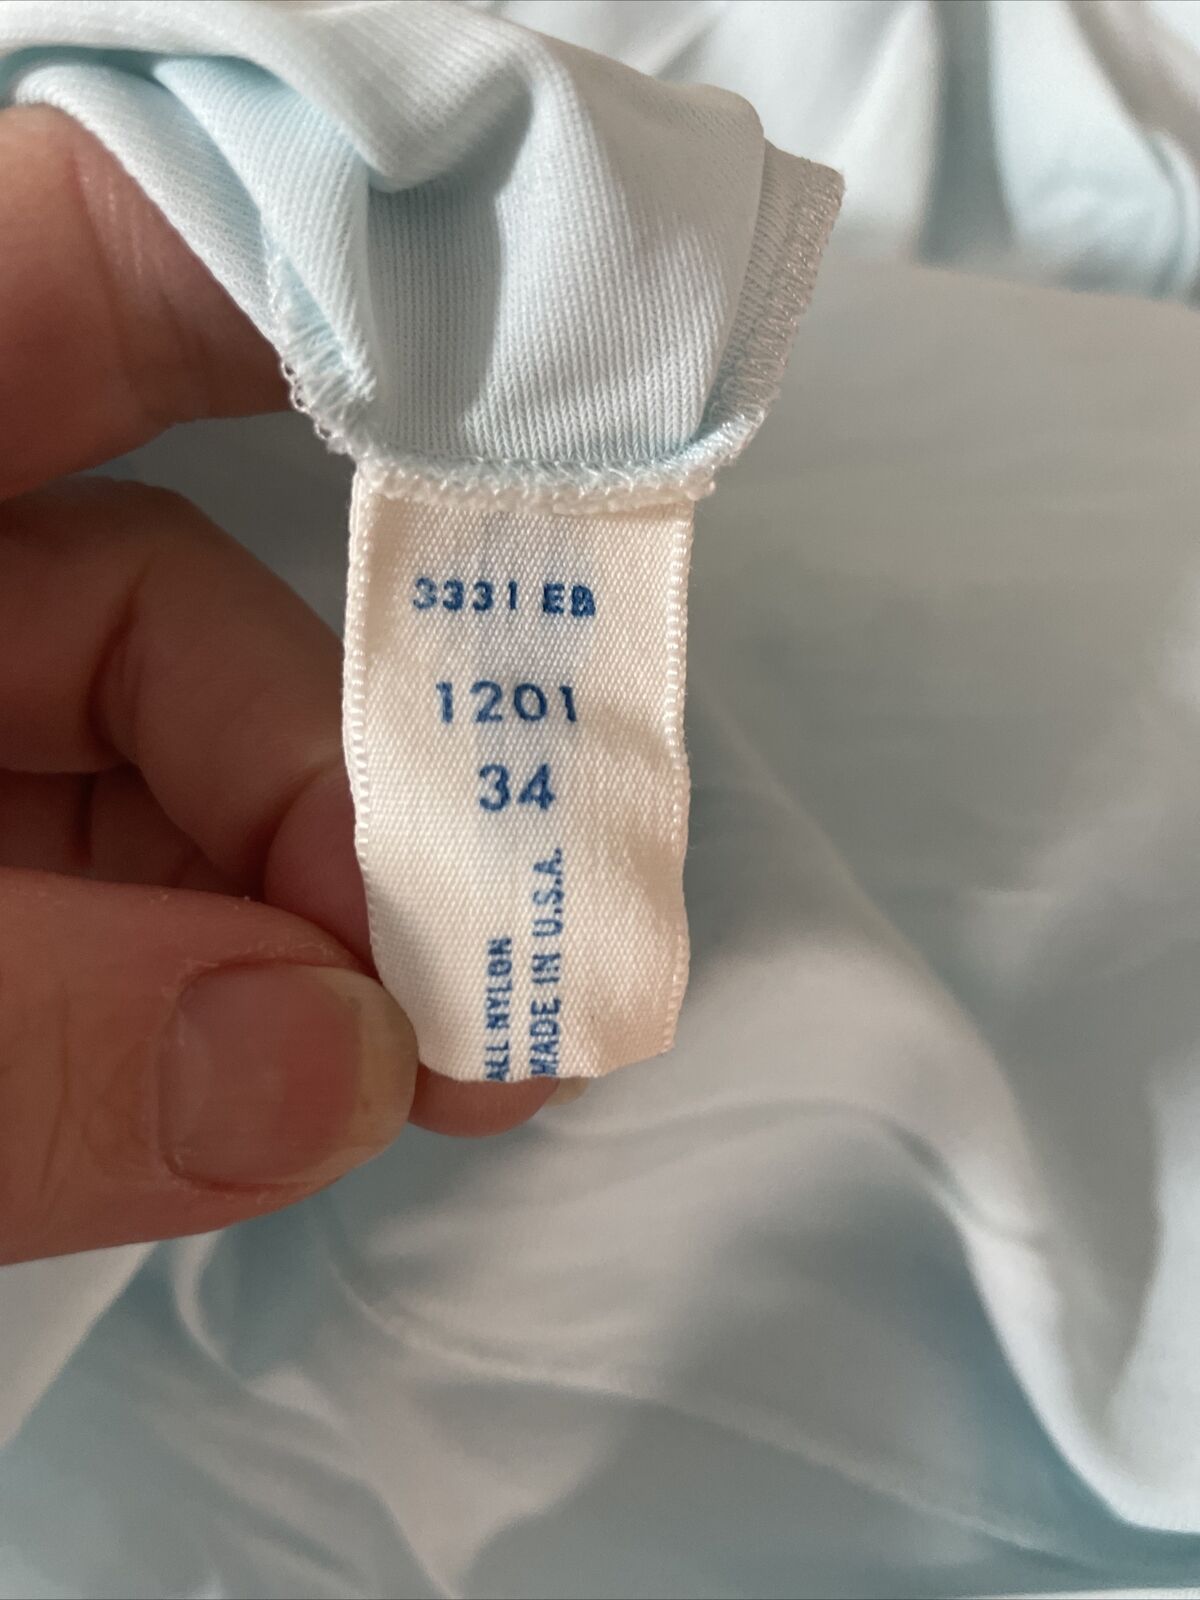 3331 EB
1201
34
ALL NYLON
MADE IN U.S.A.